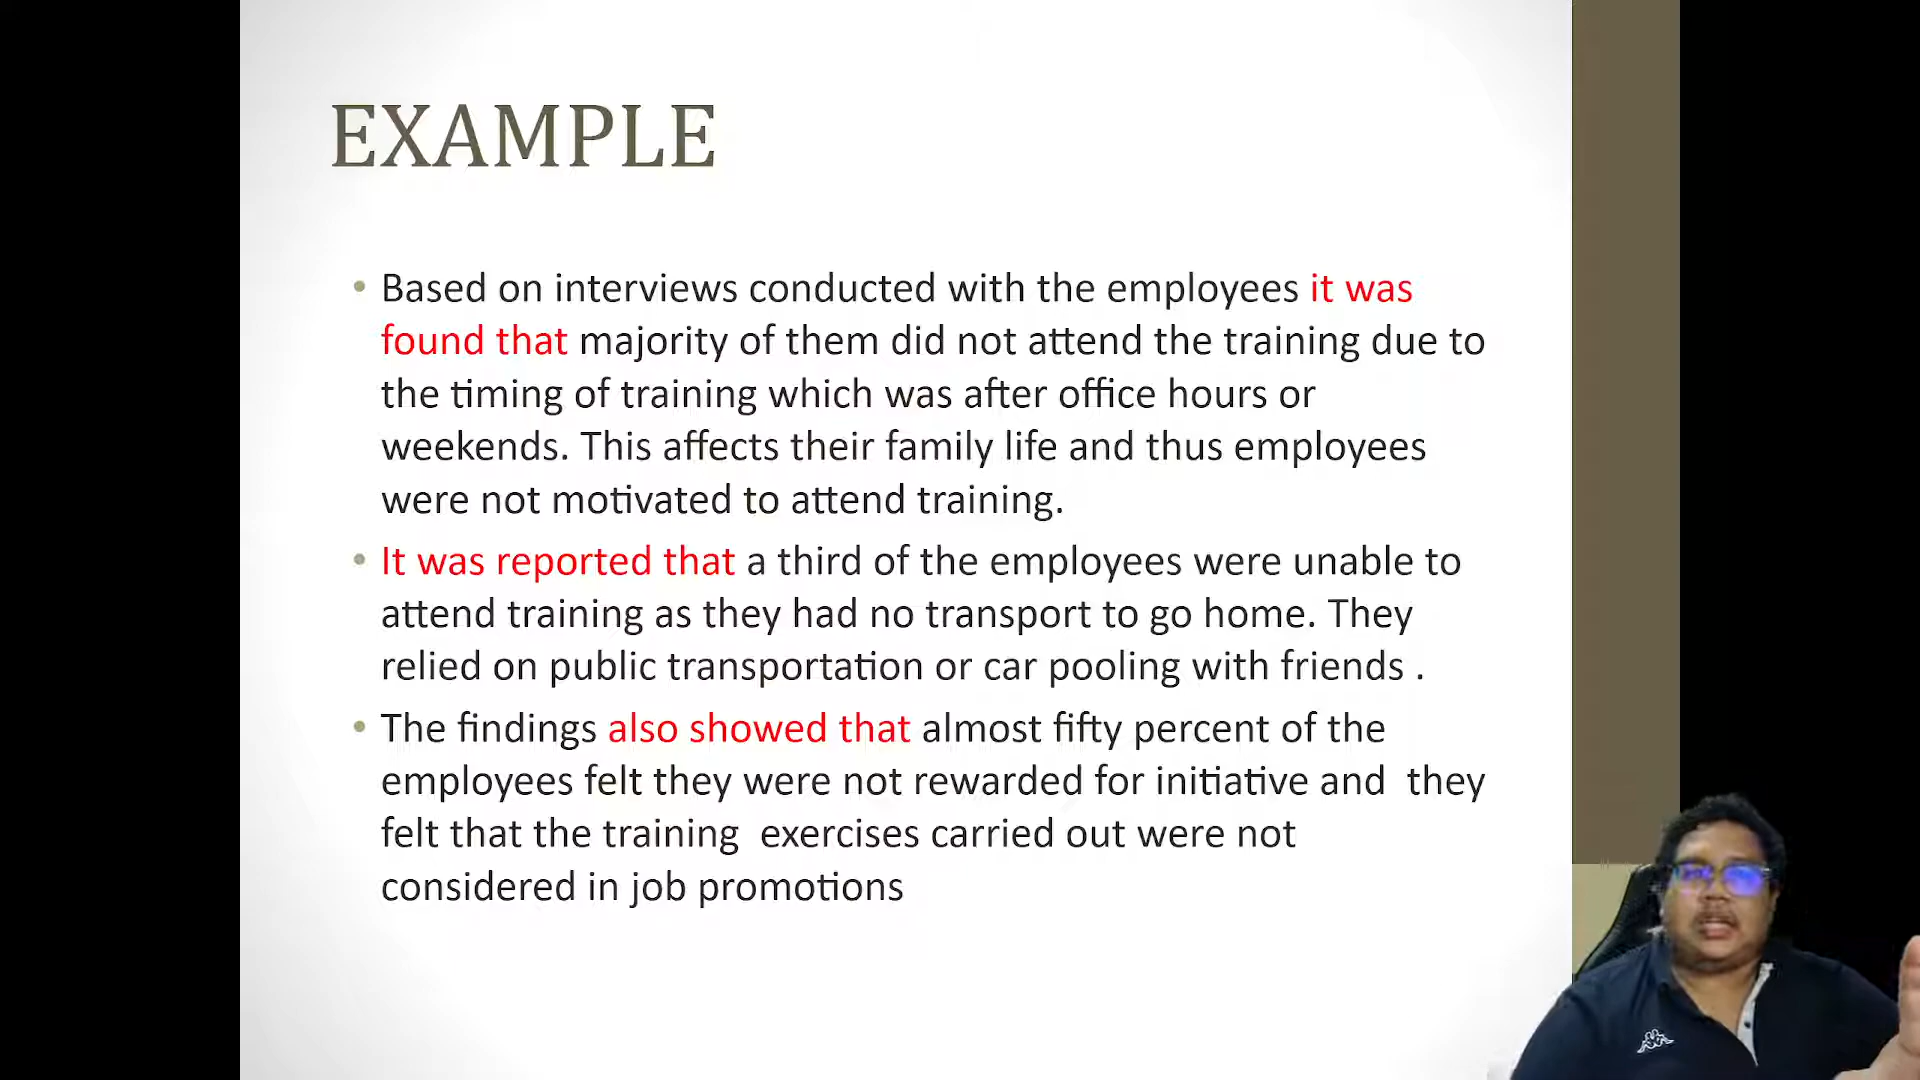 EXAMPLE
• Based on interviews conducted with the employees it was
found that majority of them did not attend the training due to
the timing of training which was after office hours or
weekends. This affects their family life and thus employees
were not motivated to attend training.
• It was reported that a third of the employees were unable to
attend training as they had no transport to go home. They
relied on public transportation or car pooling with friends .
• The findings also showed that almost fifty percent of the
employees felt they were not rewarded for initiative and  they
felt that the training  exercises carried out were not
considered in job promotions